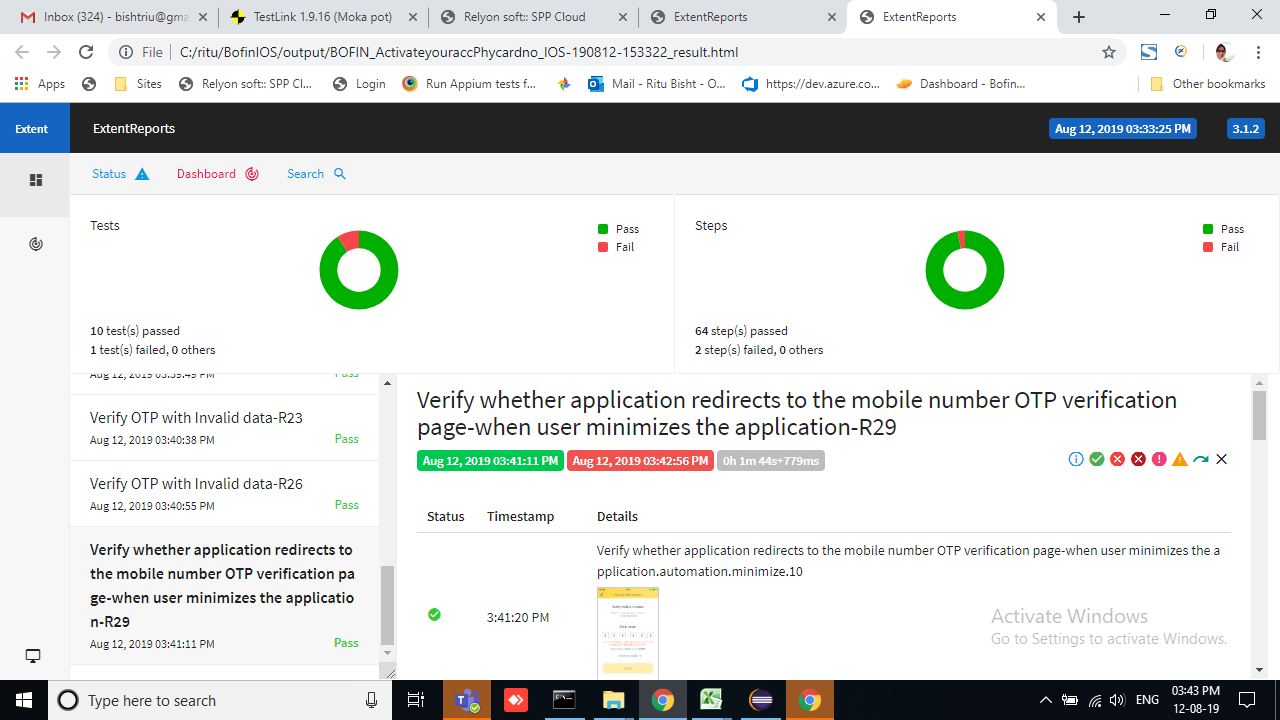 Inbox (324) - bishtriu@gma
TestLink 1.9.16 (Moka pot)
Relyon soft:: SPP Cloud
ExtentReports
ExtentReports
File
C:/ritu/BofinIOS/output/BOFIN_ActivateyouraccPhycardno_IOS-190812-153322_result.html
Apps
Sites
Relyon soft:: SPP Cl...
Login
Run Appium tests f...
Mail - Ritu Bisht - O...
https://dev.azure.co...
Dashboard - Bofin...
Other bookmarks
Extent
ExtentReports
Aug 12, 2019 03:33:25 PM
3.1.2
Status
Dashboard
Search
Tests
Pass
Fail
10 test(s) passed
1 test(s) failed, 0 others
Steps
Pass
Fail
64 step(s) passed
2 step(s) failed, 0 others
Aug 12, 2019 03:39:49 PM
Pass
Verify OTP with Invalid data-R23
Aug 12, 2019 03:40:38 PM
Pass
Verify OTP with Invalid data-R26
Aug 12, 2019 03:40:55 PM
Pass
Verify whether application redirects to
the mobile number OTP verification pa
ge-when user minimizes the applicatio
n-R29
Aug 12, 2019 03:41:11 PM
Pass
Verify whether application redirects to the mobile number OTP verification
page-when user minimizes the application-R29
Aug 12, 2019 03:41:11 PM
Aug 12, 2019 03:42:56 PM
0h 1m 44s+779ms
Status
Timestamp
Details
3:41:20 PM
Verify whether application redirects to the mobile number OTP verification page-when user minimizes the a
pplication.automation.minimize.10
Verify mobile number
Activate Windows
Go to Settings to activate Windows.
Type here to search
ENG
03:43 PM
12-08-19